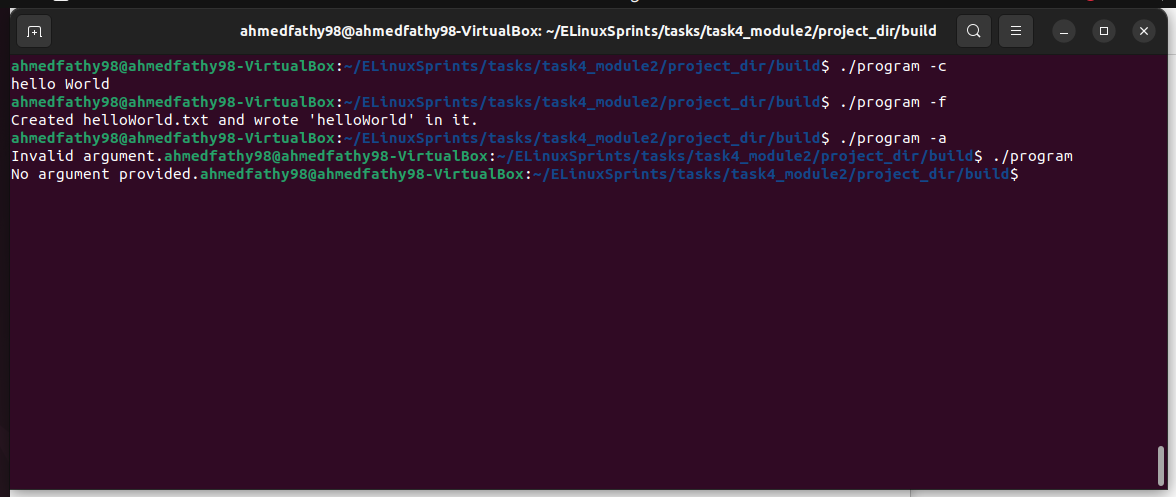 ahmedfathy98@ahmedfathy98-VirtualBox: ~/ELinuxSprints/tasks/task4_module2/project_dir/build
ahmedfathy98@ahmedfathy98-VirtualBox:~/ELinuxSprints/tasks/task4_module2/project_dir/build$ ./program -c
hello World
ahmedfathy98@ahmedfathy98-VirtualBox:~/ELinuxSprints/tasks/task4_module2/project_dir/build$ ./program -f
Created helloWorld.txt and wrote 'helloWorld' in it.
ahmedfathy98@ahmedfathy98-VirtualBox:~/ELinuxSprints/tasks/task4_module2/project_dir/build$ ./program -a
Invalid argument.ahmedfathy98@ahmedfathy98-VirtualBox:~/ELinuxSprints/tasks/task4_module2/project_dir/build$ ./program
No argument provided.ahmedfathy98@ahmedfathy98-VirtualBox:~/ELinuxSprints/tasks/task4_module2/project_dir/build$